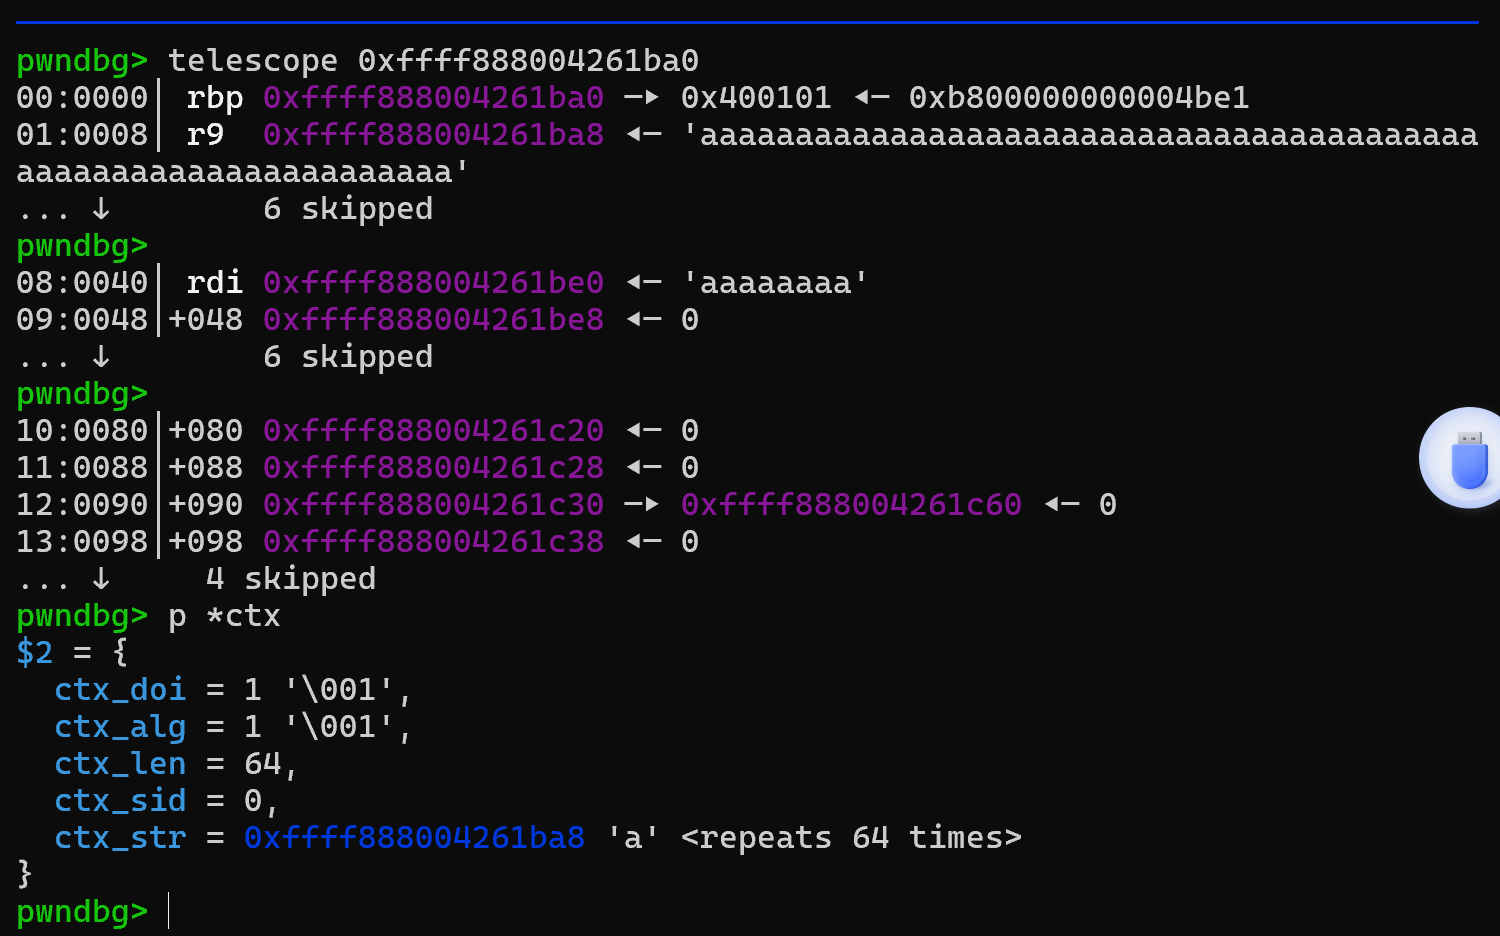 pwndbg> telescope 0xffff888004261ba0
00:0000│ rbp 0xffff888004261ba0 —▸ 0x400101 ◂— 0xb800000000004be1
01:0008│ r9  0xffff888004261ba8 ◂— 'aaaaaaaaaaaaaaaaaaaaaaaaaaaaaaaaaaaaaaaaa
aaaaaaaaaaaaaaaaaaaaaaa'
... ↓        6 skipped
pwndbg>
08:0040│ rdi 0xffff888004261be0 ◂— 'aaaaaaaa'
09:0048│+048 0xffff888004261be8 ◂— 0
... ↓        6 skipped
pwndbg>
10:0080│+080 0xffff888004261c20 ◂— 0
11:0088│+088 0xffff888004261c28 ◂— 0
12:0090│+090 0xffff888004261c30 —▸ 0xffff888004261c60 ◂— 0
13:0098│+098 0xffff888004261c38 ◂— 0
... ↓     4 skipped
pwndbg> p *ctx
$2 = {
  ctx_doi = 1 '\001',
  ctx_alg = 1 '\001',
  ctx_len = 64,
  ctx_sid = 0,
  ctx_str = 0xffff888004261ba8 'a' <repeats 64 times>
}
pwndbg>